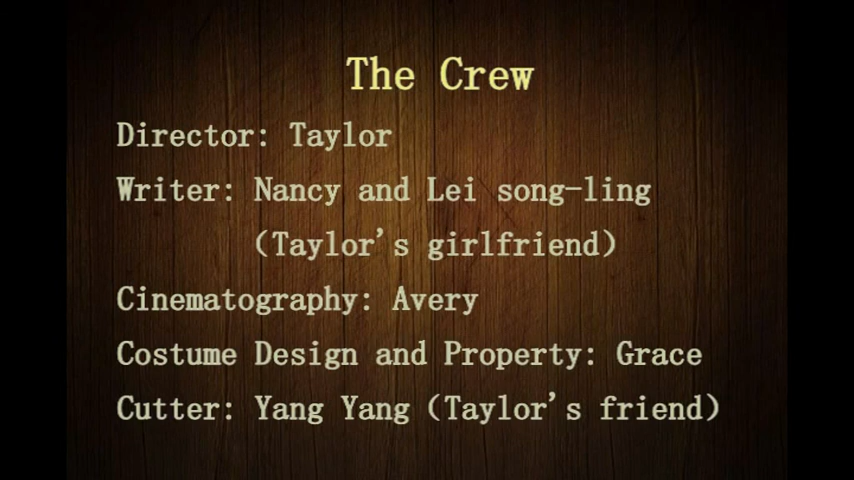 The Crew
Director: Taylor
Writer: Nancy and Lei song-ling
(Taylor's girlfriend)
Cinematography: Avery
Costume Design and Property: Grace
Cutter: Yang Yang (Taylor's friend)